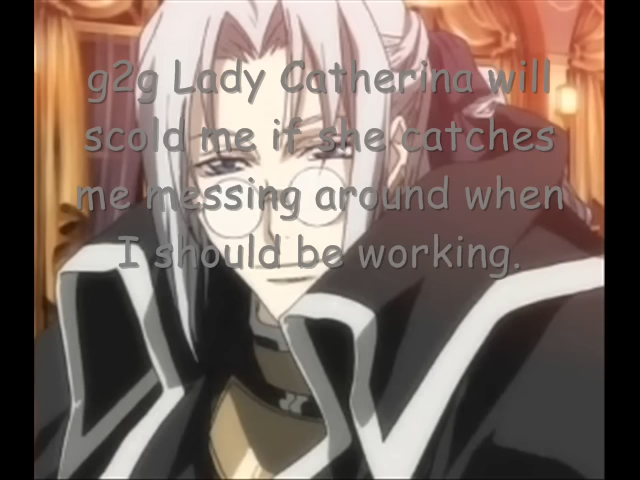 g2g Lady Catherina will
scold me if she catches
me messing around when
I should be working.